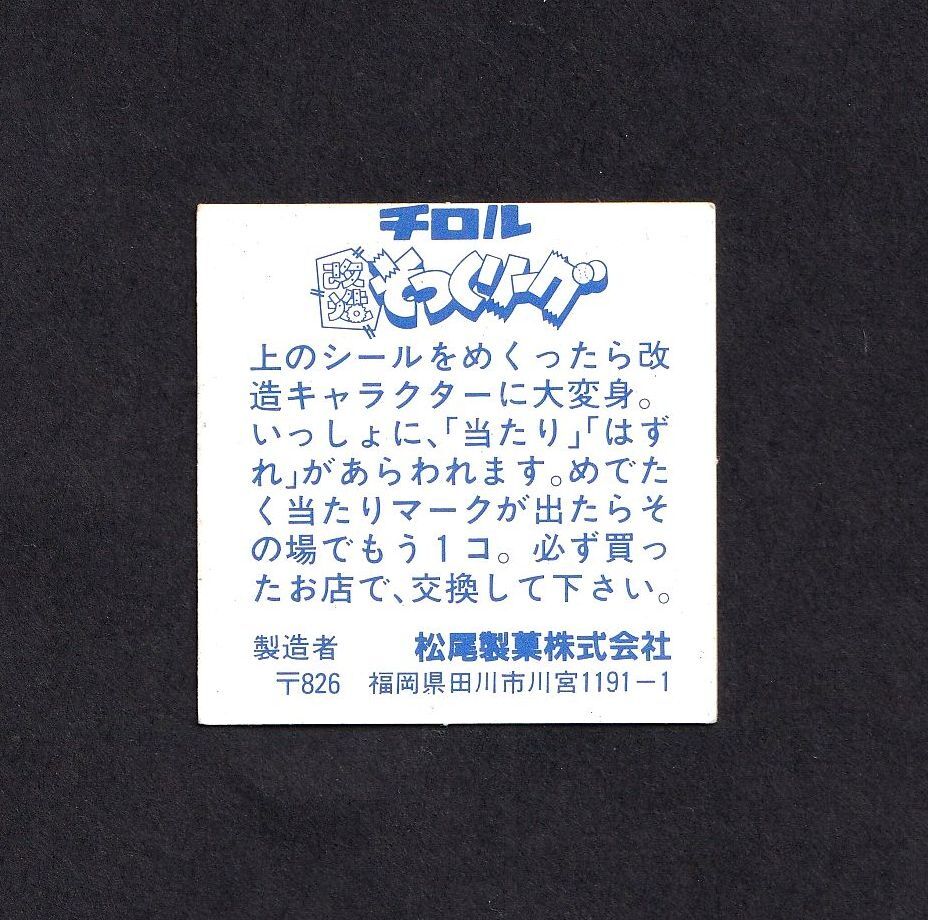 チロル
改造そっくリーグ
上のシールをめくったら改
造キャラクターに大変身。
いっしょに、「当たり」「はず
れ」があらわれます。めでた
く当たりマークが出たらそ
の場でもう1コ。必ず買っ
たお店で、交換して下さい。
製造者 松尾製菓株式会社
〒826 福岡県田川市川宮1191－1